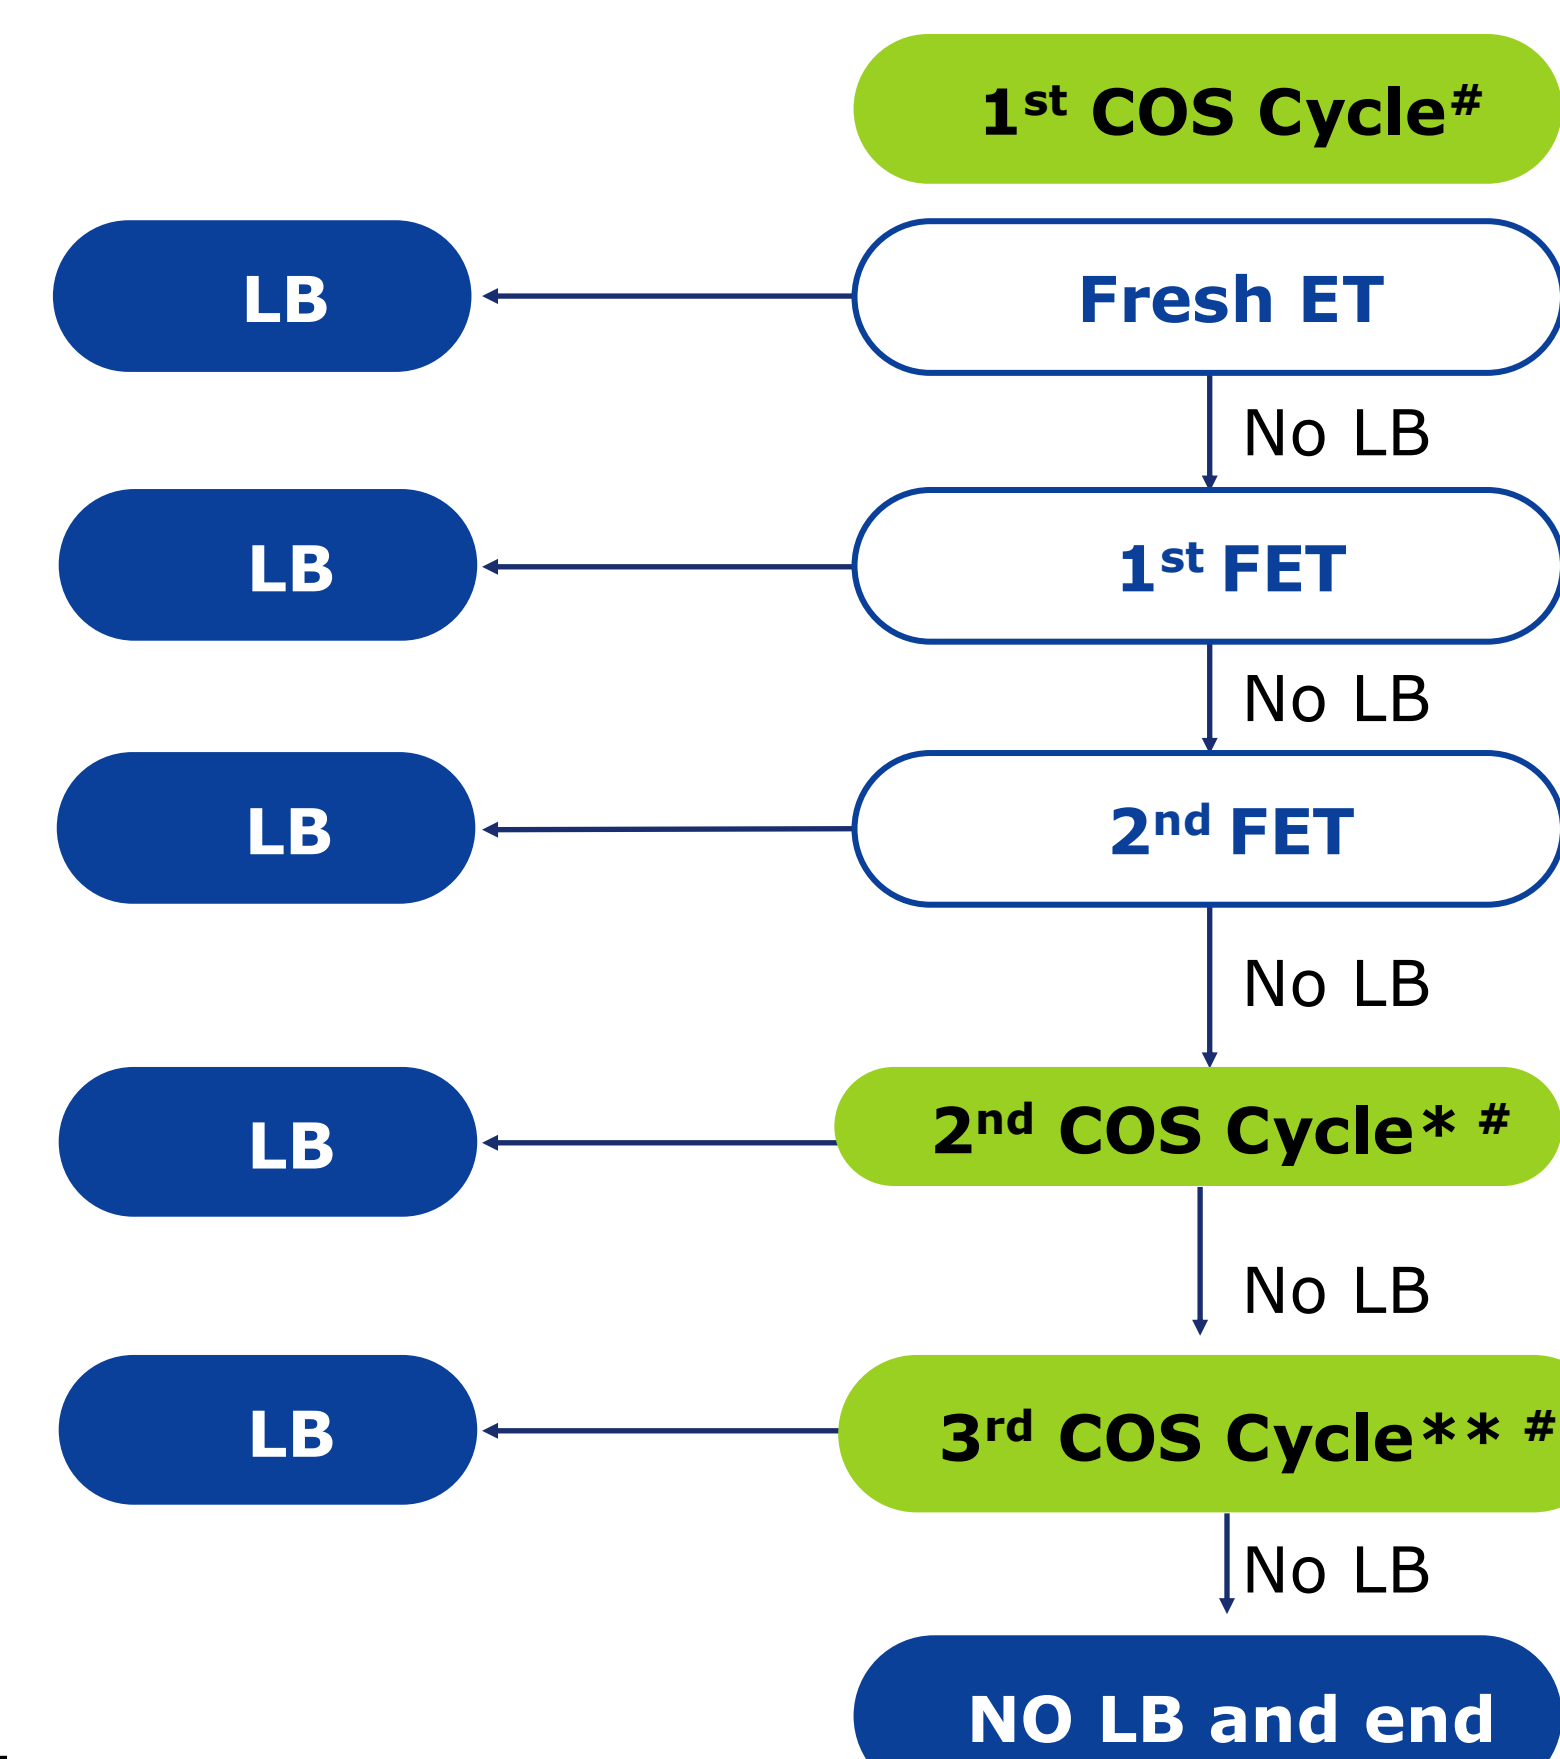 1st COS Cycle#
LB
Fresh ET
No LB
LB
1st FET
No LB
LB
2nd FET
No LB
LB
2nd COS Cycle* #
No LB
LB
3rd COS Cycle** #
No LB
NO LB and end